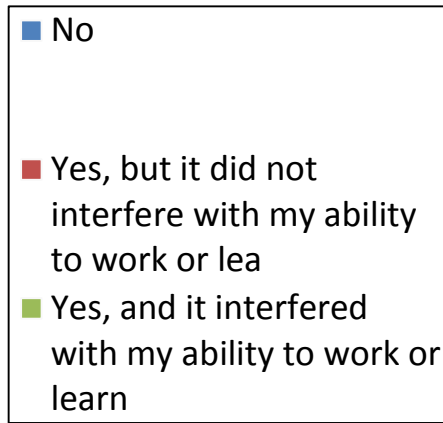 No
Yes, but it did not
interfere with my ability
to work or lea
Yes, and it interfered
with my ability to work or
learn